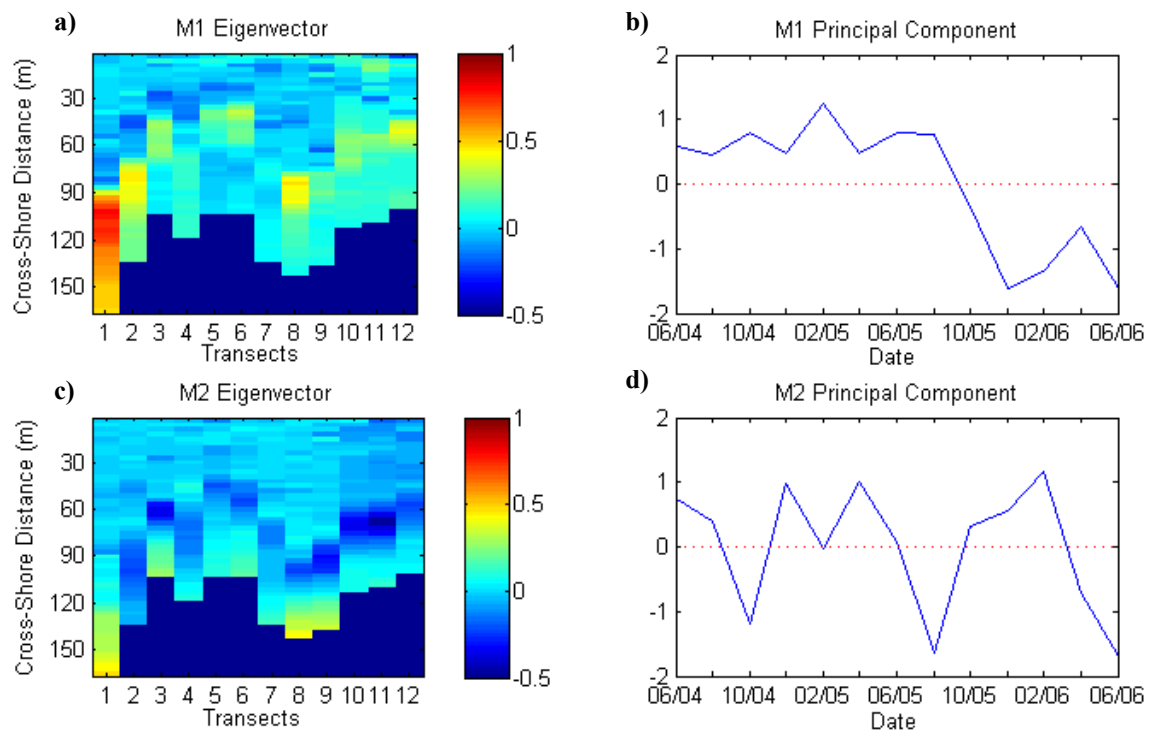 a)
M1 Eigenvector
Cross-Shore Distance (m)
30
60
90
120
150
1 2 3 4 5 6 7 8 9 10 11 12
Transects
1
0.5
0
-0.5
b)
M1 Principal Component
2
1
0
-1
-2
06/04 10/04 02/05 06/05 10/05 02/06 06/06
Date
c)
M2 Eigenvector
Cross-Shore Distance (m)
30
60
90
120
150
1 2 3 4 5 6 7 8 9 10 11 12
Transects
1
0.5
0
-0.5
d)
M2 Principal Component
2
1
0
-1
-2
06/04 10/04 02/05 06/05 10/05 02/06 06/06
Date